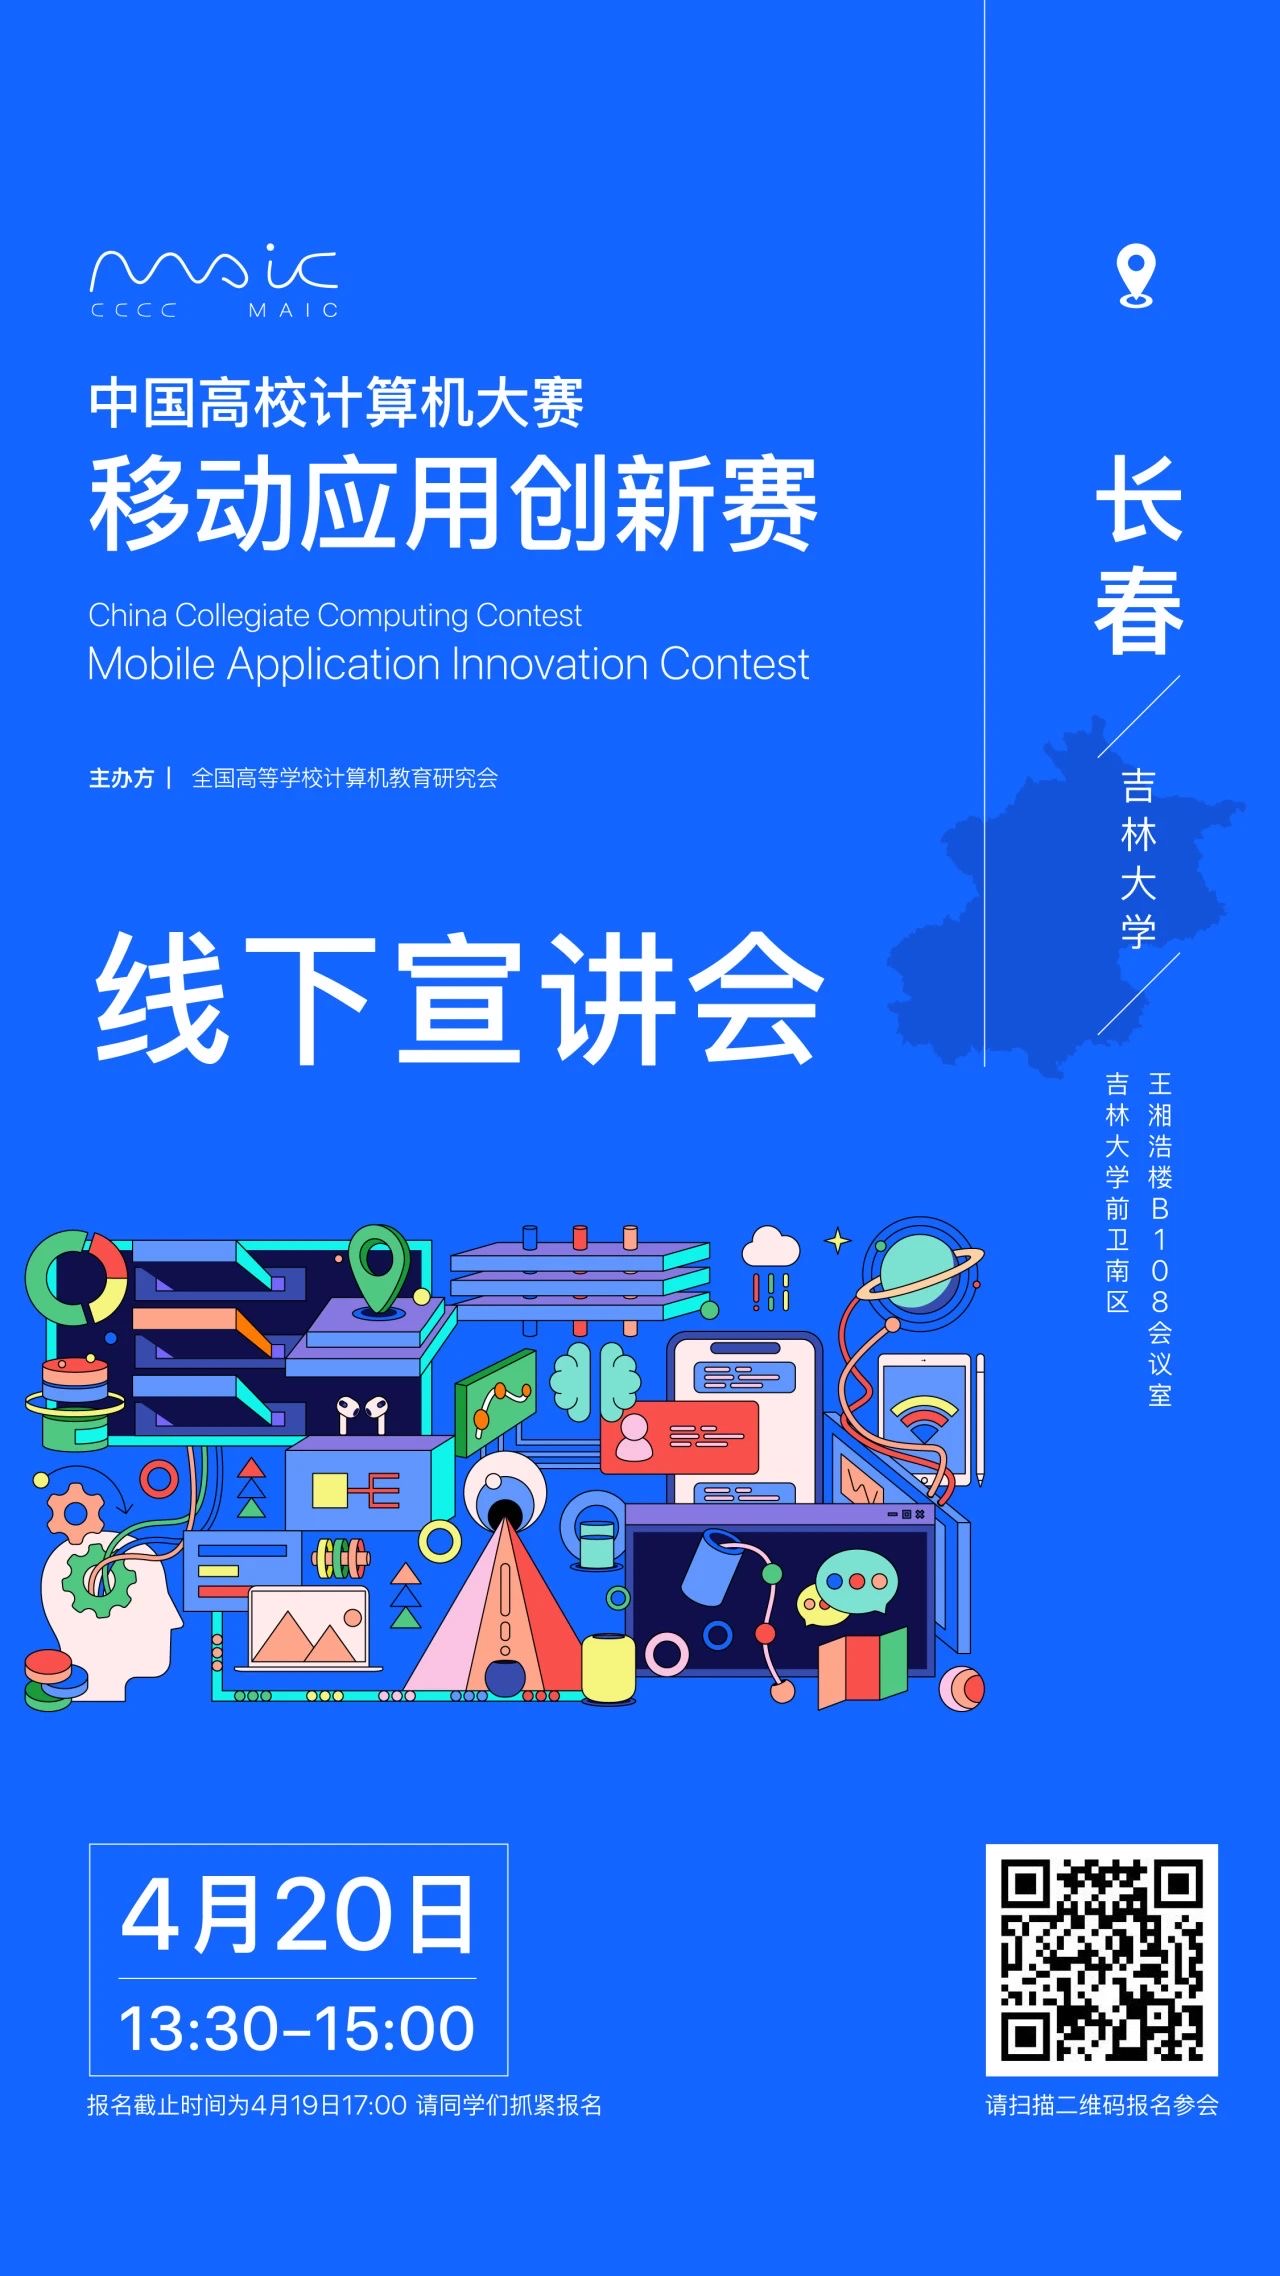 maic
CCCC MAIC
中国高校计算机大赛
移动应用创新赛
China Collegiate Computing Contest
Mobile Application Innovation Contest
主办方 | 全国高等学校计算机教育研究会
线下宣讲会
长春
吉林大学
吉林大学前卫南区
王湘浩楼B108会议室
4月20日
13:30-15:00
报名截止时间为4月19日17:00 请同学们抓紧报名
请扫描二维码报名参会